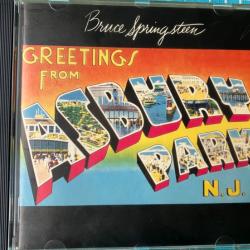 Bruce Springsteen
GREETINGS
FROM
ASBURY
PARK
N. J.